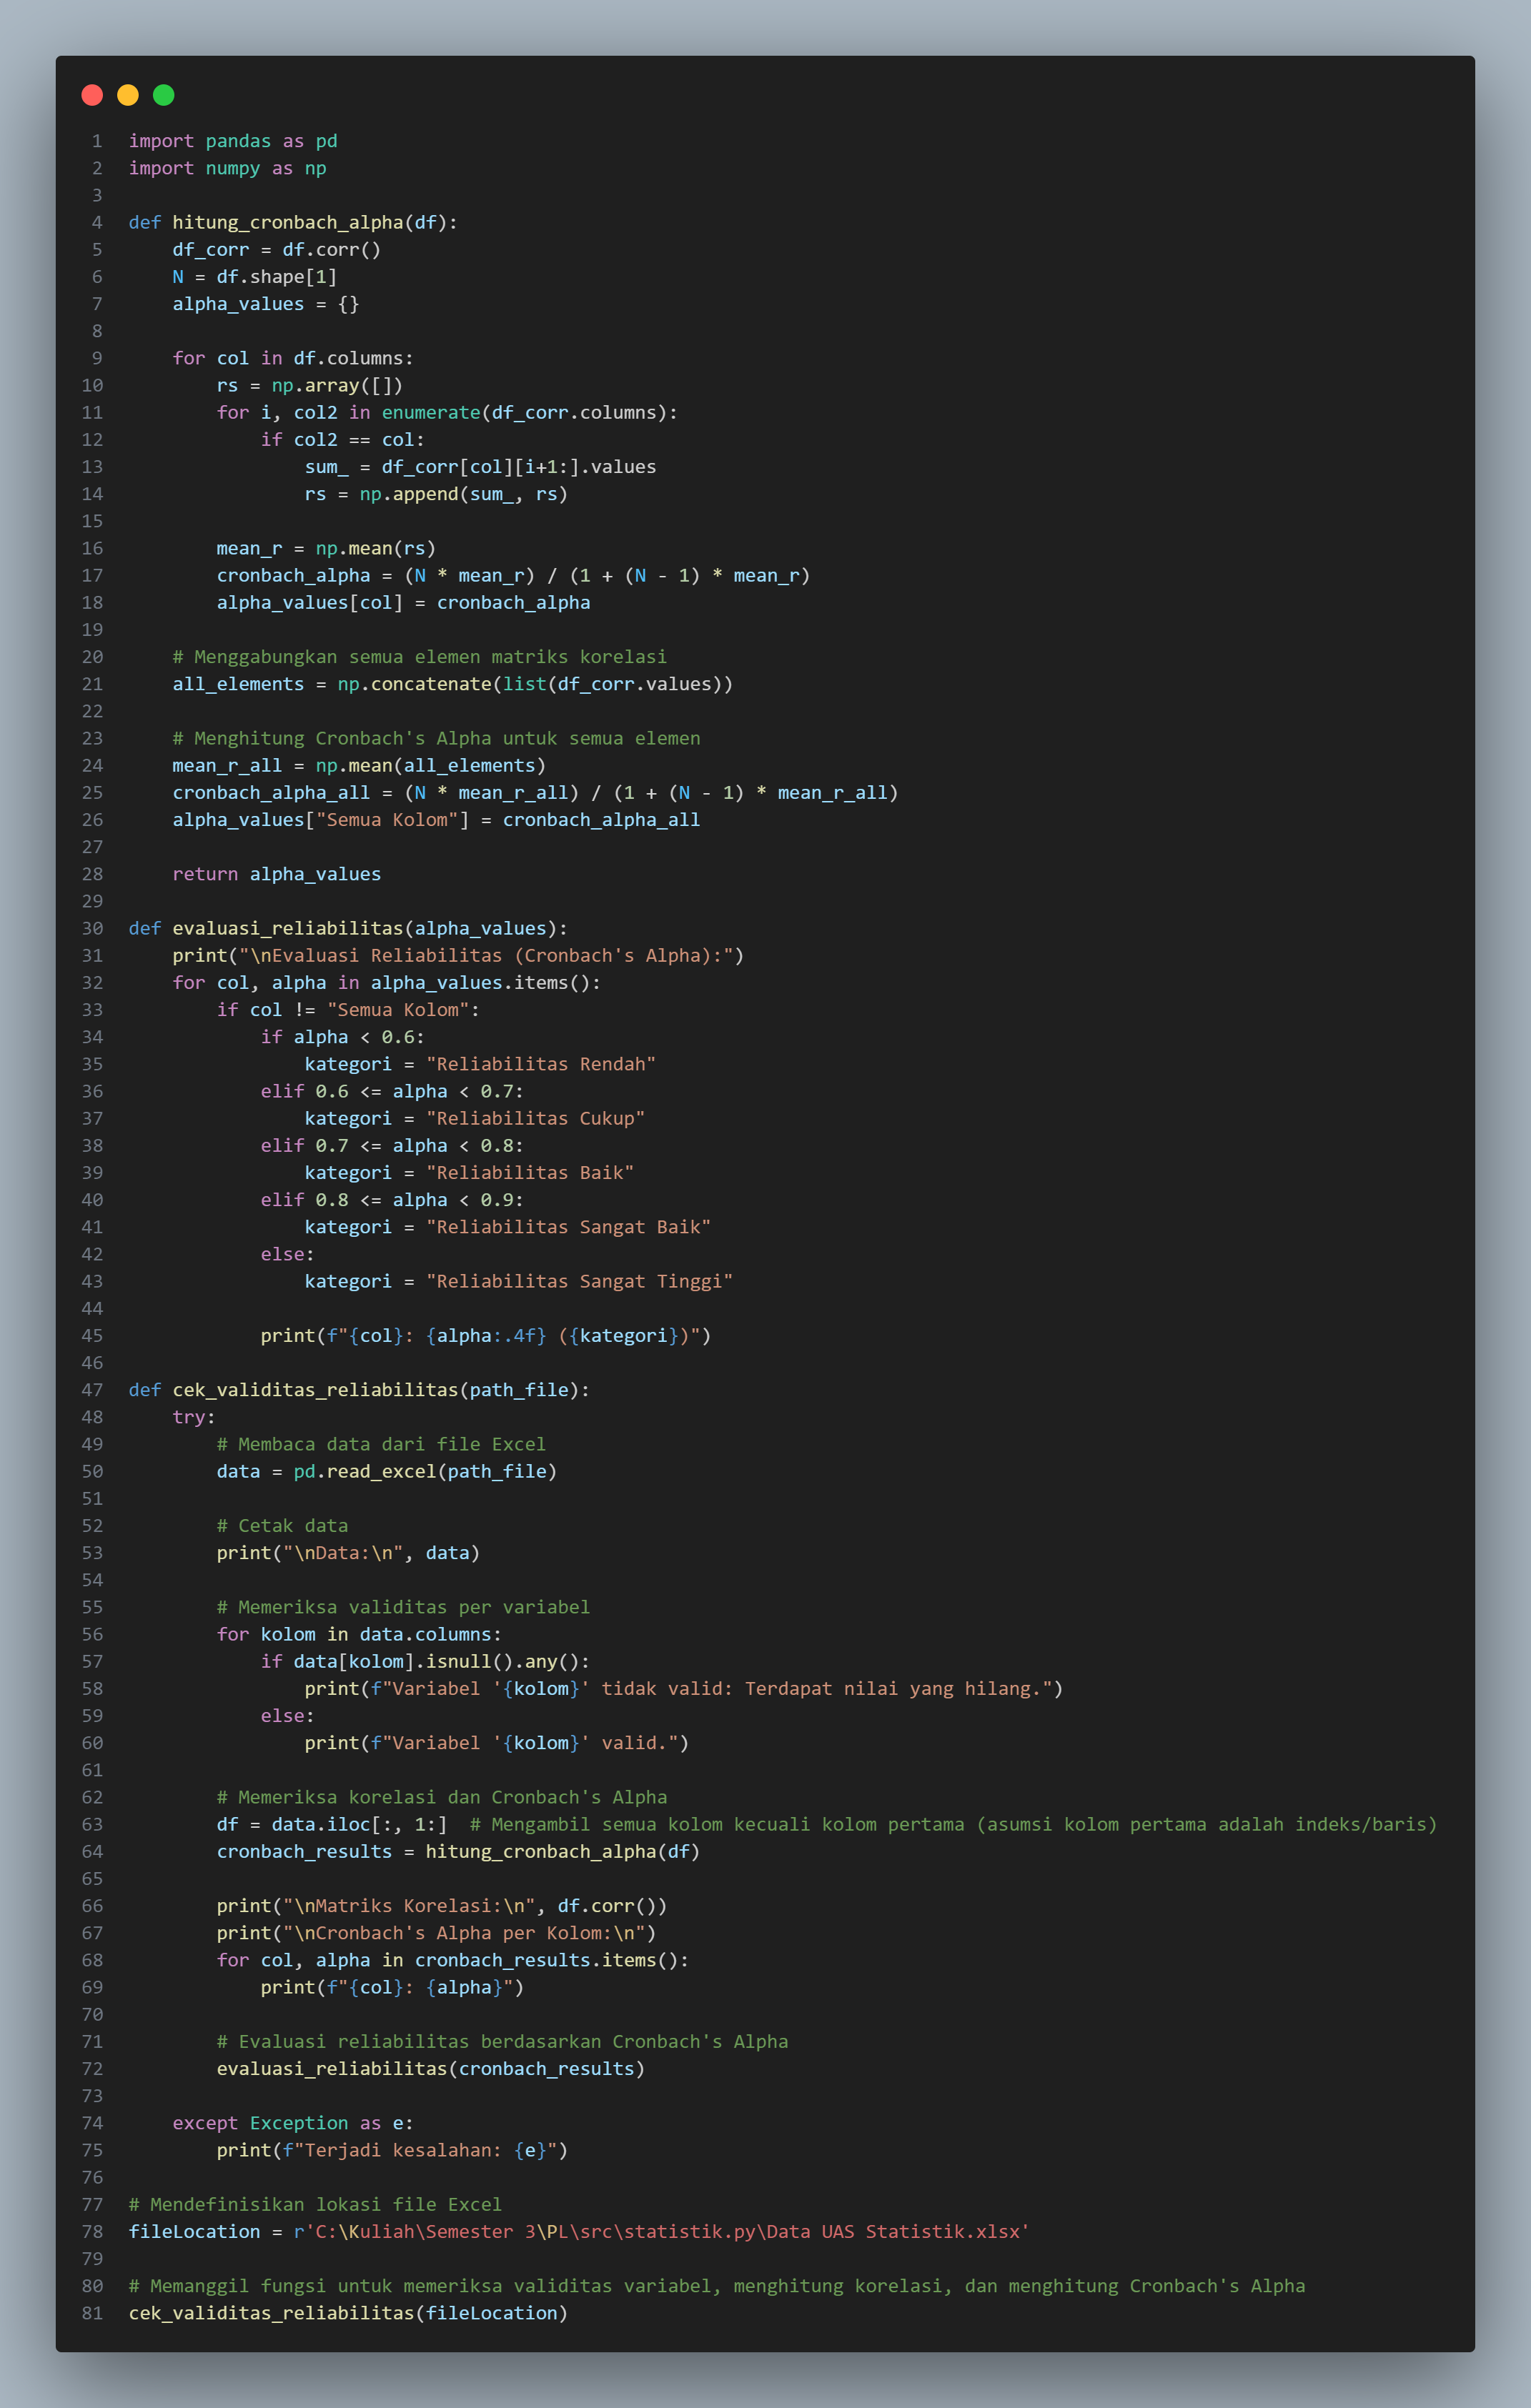 1 import pandas as pd
2 import numpy as np
3
4 def hitung_cronbach_alpha(df):
5     df_corr = df.corr()
6     N = df.shape[1]
7     alpha_values = {}
8
9     for col in df.columns:
10         rs = np.array([])
11         for i, col2 in enumerate(df_corr.columns):
12             if col2 == col:
13                 sum_ = df_corr[col][i+1:].values
14                 rs = np.append(sum_, rs)
15
16         mean_r = np.mean(rs)
17         cronbach_alpha = (N * mean_r) / (1 + (N - 1) * mean_r)
18         alpha_values[col] = cronbach_alpha
19
20     # Menggabungkan semua elemen matriks korelasi
21     all_elements = np.concatenate(list(df_corr.values))
22
23     # Menghitung Cronbach's Alpha untuk semua elemen
24     mean_r_all = np.mean(all_elements)
25     cronbach_alpha_all = (N * mean_r_all) / (1 + (N - 1) * mean_r_all)
26     alpha_values["Semua Kolom"] = cronbach_alpha_all
27
28     return alpha_values
29
30 def evaluasi_reliabilitas(alpha_values):
31     print("\nEvaluasi Reliabilitas (Cronbach's Alpha):")
32     for col, alpha in alpha_values.items():
33         if col != "Semua Kolom":
34             if alpha < 0.6:
35                 kategori = "Reliabilitas Rendah"
36             elif 0.6 <= alpha < 0.7:
37                 kategori = "Reliabilitas Cukup"
38             elif 0.7 <= alpha < 0.8:
39                 kategori = "Reliabilitas Baik"
40             elif 0.8 <= alpha < 0.9:
41                 kategori = "Reliabilitas Sangat Baik"
42             else:
43                 kategori = "Reliabilitas Sangat Tinggi"
44
45             print(f"{col}: {alpha:.4f} ({kategori})")
46
47 def cek_validitas_reliabilitas(path_file):
48     try:
49         # Membaca data dari file Excel
50         data = pd.read_excel(path_file)
51
52         # Cetak data
53         print("\nData:\n", data)
54
55         # Memeriksa validitas per variabel
56         for kolom in data.columns:
57             if data[kolom].isnull().any():
58                 print(f"Variabel '{kolom}' tidak valid: Terdapat nilai yang hilang.")
59             else:
60                 print(f"Variabel '{kolom}' valid.")
61
62         # Memeriksa korelasi dan Cronbach's Alpha
63         df = data.iloc[:, 1:]  # Mengambil semua kolom kecuali kolom pertama (asumsi kolom pertama adalah indeks/baris)
64         cronbach_results = hitung_cronbach_alpha(df)
65
66         print("\nMatriks Korelasi:\n", df.corr())
67         print("\nCronbach's Alpha per Kolom:\n")
68         for col, alpha in cronbach_results.items():
69             print(f"{col}: {alpha}")
70
71         # Evaluasi reliabilitas berdasarkan Cronbach's Alpha
72         evaluasi_reliabilitas(cronbach_results)
73
74     except Exception as e:
75         print(f"Terjadi kesalahan: {e}")
76
77 # Mendefinisikan lokasi file Excel
78 fileLocation = r'C:\Kuliah\Semester 3\PL\src\statistik.py\Data UAS Statistik.xlsx'
79
80 # Memanggil fungsi untuk memeriksa validitas variabel, menghitung korelasi, dan menghitung Cronbach's Alpha
81 cek_validitas_reliabilitas(fileLocation)